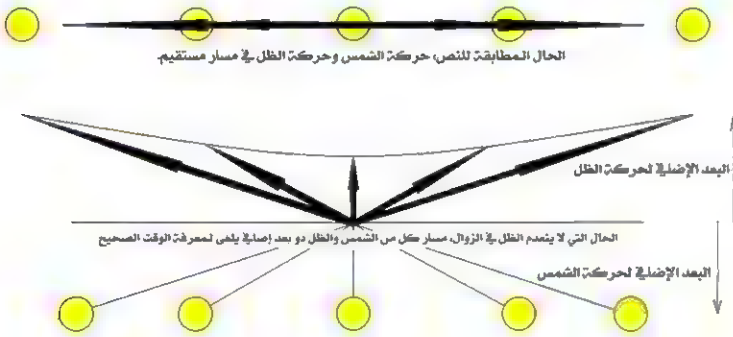 الحال المطابقة للنص، حركة الشمس وحركة الظل في مسار مستقيم.
البعد الإضافي لحركة الظل
الحال التي لا ينعدم الظل في الزوال، مسار كل من الشمس والظل ذو بعد إضافي يلغى لمعرفة الوقت الصحيح
البعد الإضافي لحركة الشمس